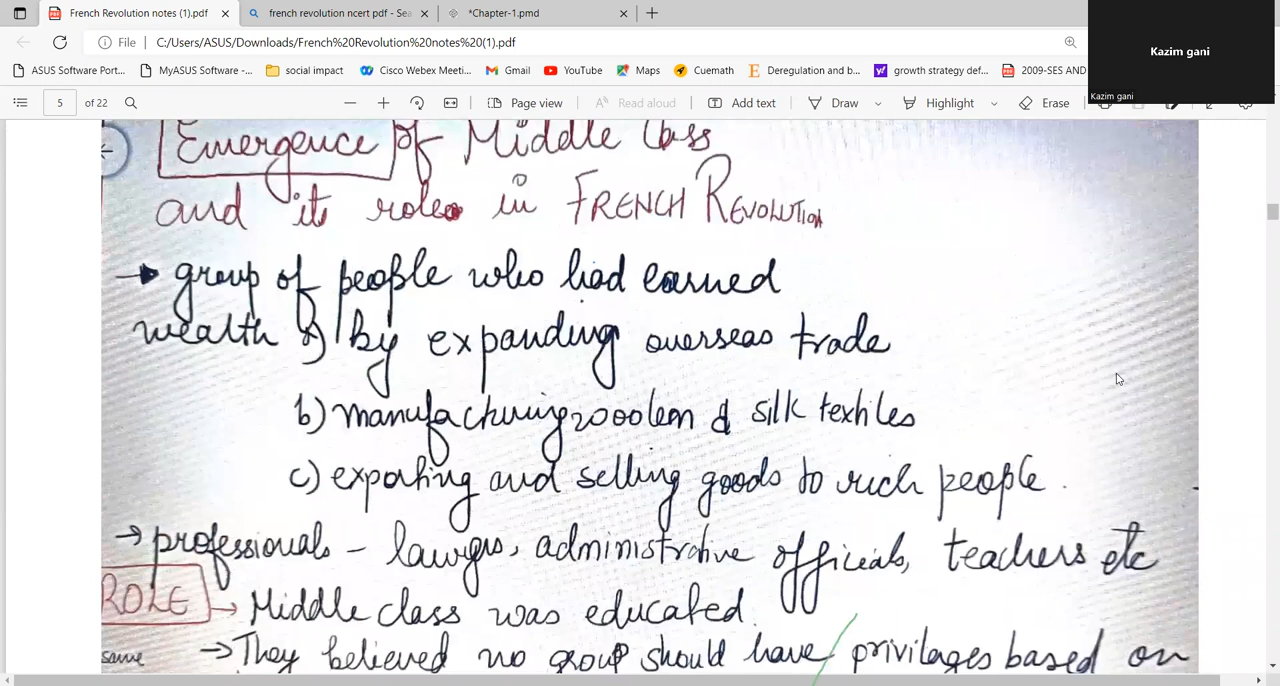 French Revolution notes (1).pdf
french revolution ncert pdf - Sea
*Chapter-1.pmd
File C:/Users/ASUS/Downloads/French%20Revolution%20notes%20(1).pdf
ASUS Software Port... MyASUS Software -... social impact Cisco Webex Meeti... Gmail YouTube Maps Cuemath Deregulation and b... growth strategy def... 2009-SES AND
Kazim gani
Kazim gani
5 of 22 Page view Read aloud Add text Draw Highlight Erase
Emergence of Middle Class
and its role in FRENCH REVOLUTION
→ group of people who had earned
wealth a) by expanding overseas trade
b) manufacturing woolen & silk textiles
c) exporting and selling goods to rich people.
→ professionals - lawyers, administrative officials, teachers etc
ROLE → Middle class was educated.
same → They believed no group should have privilages based on